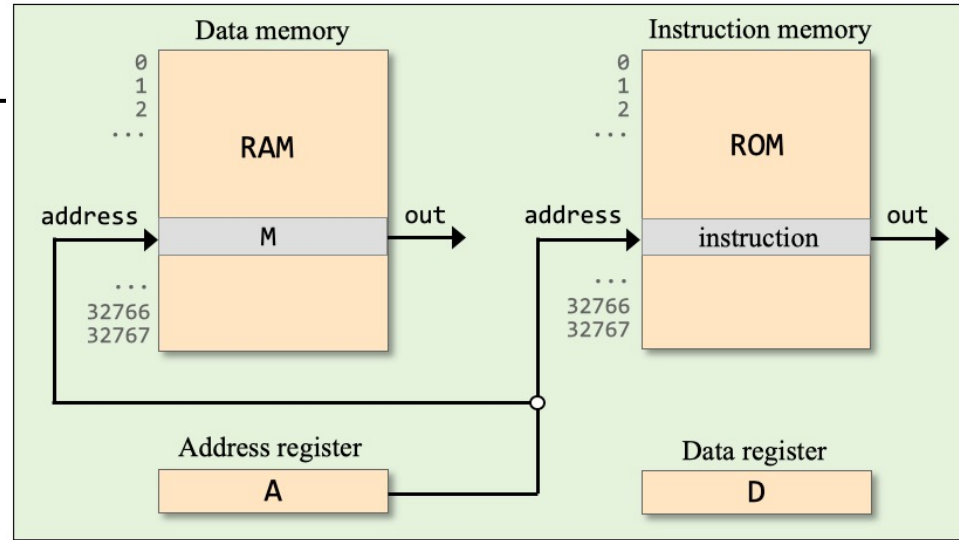 Data memory
0
1
2
...
RAM
address
M
out
...
32766
32767
Instruction memory
0
1
2
...
ROM
address
instruction
out
...
32766
32767
Address register
A
Data register
D